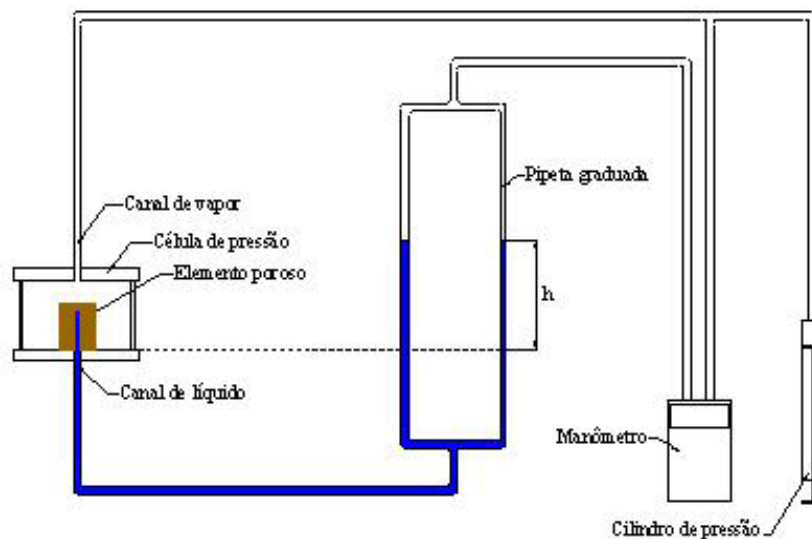 Pipeta graduada
Canal de vapor
Célula de pressão
Elemento poroso
h
Canal de líquido
Manômetro
Cilindro de pressão